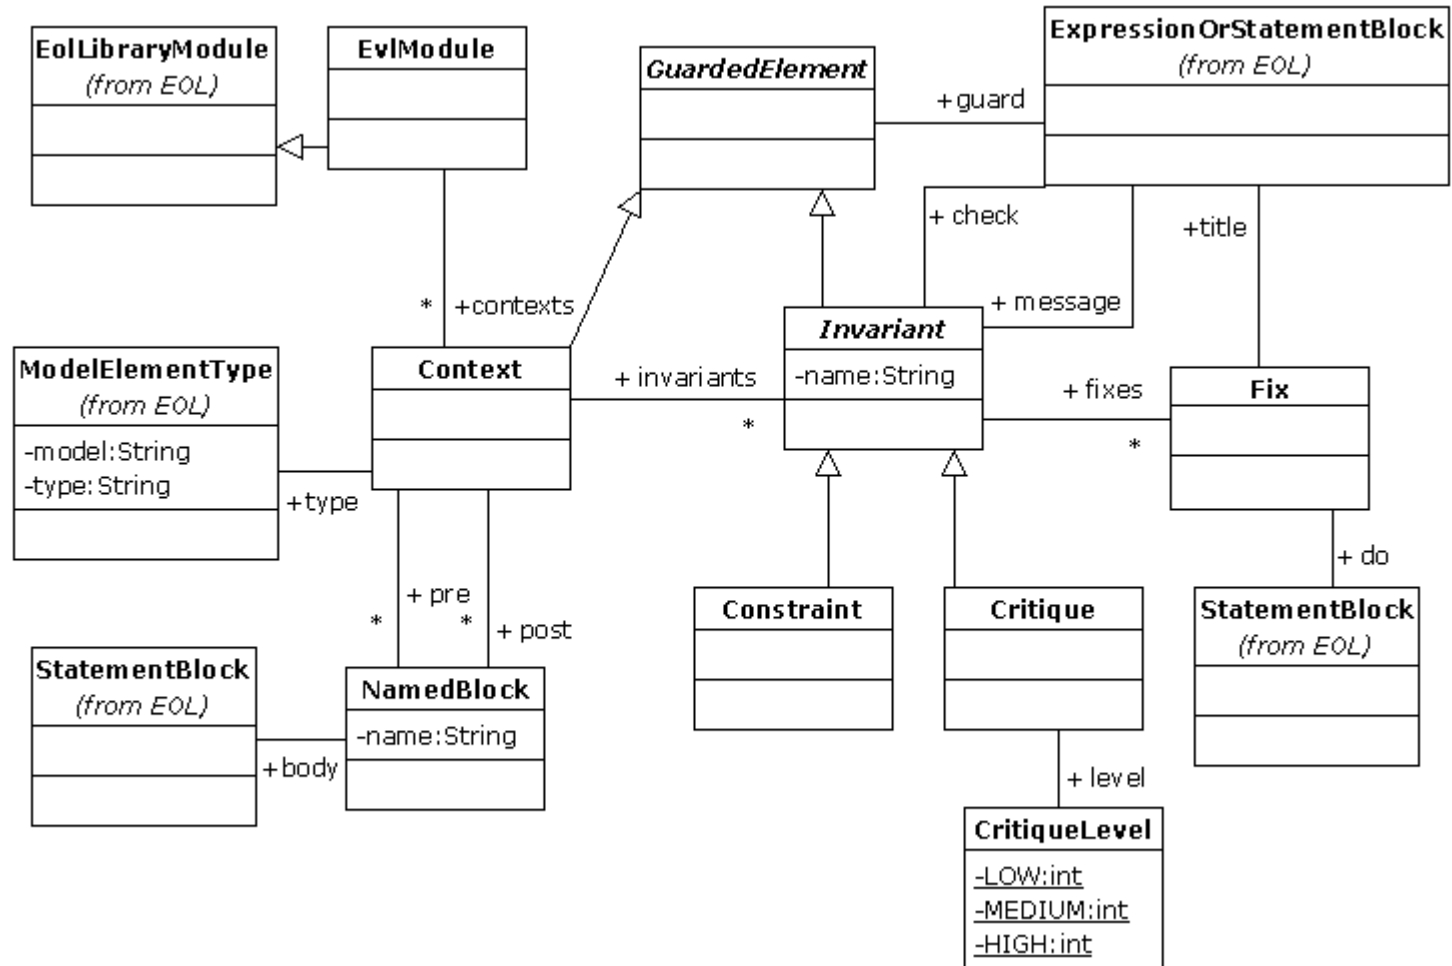 EolLibraryModule
(from EOL)
EvlModule
GuardedElement
ExpressionOrStatementBlock
(from EOL)
+guard
+ check
+title
+ message
* +contexts
Invariant
-name:String
ModelElementType
(from EOL)
-model:String
-type:String
Context
+ invariants
*
+ fixes
*
Fix
+type
+ pre
*
+ post
*
+ do
Constraint
Critique
StatementBlock
(from EOL)
StatementBlock
(from EOL)
NamedBlock
-name:String
+body
+ level
CritiqueLevel
-LOW:int
-MEDIUM:int
-HIGH:int